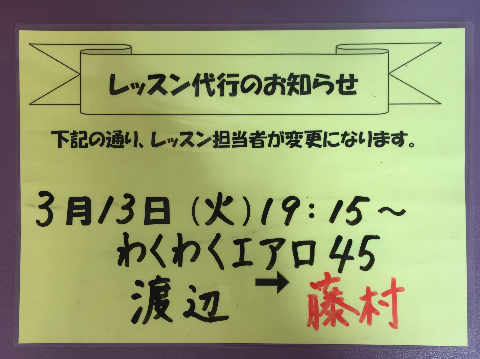 レッスン代行のお知らせ
下記の通り、レッスン担当者が変更になります。
3月13日(火)19:15～
わくわくエアロ45
渡辺 → 藤村